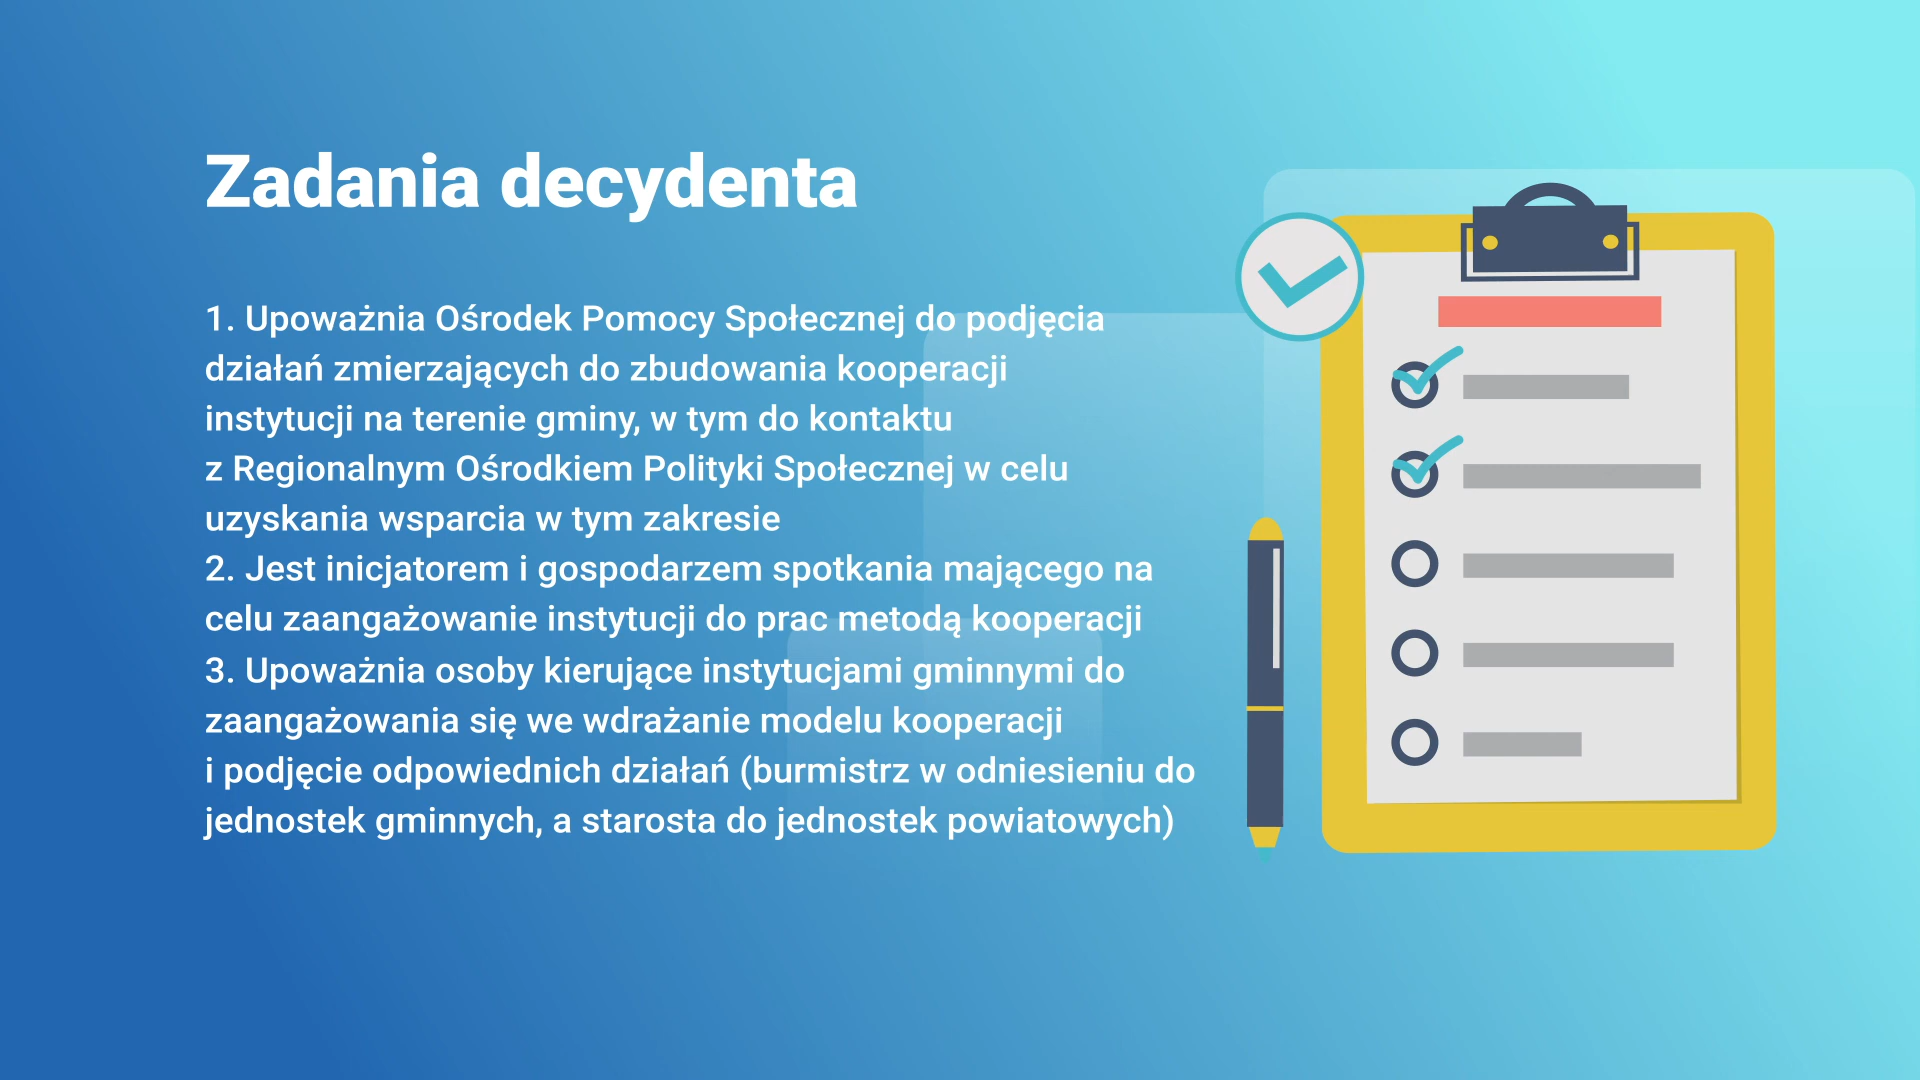 Zadania decydenta
1. Upoważnia Ośrodek Pomocy Społecznej do podjęcia
działań zmierzających do zbudowania kooperacji
instytucji na terenie gminy, w tym do kontaktu
z Regionalnym Ośrodkiem Polityki Społecznej w celu
uzyskania wsparcia w tym zakresie
2. Jest inicjatorem i gospodarzem spotkania mającego na
celu zaangażowanie instytucji do prac metodą kooperacji
3. Upoważnia osoby kierujące instytucjami gminnymi do
zaangażowania się we wdrażanie modelu kooperacji
i podjęcie odpowiednich działań (burmistrz w odniesieniu do
jednostek gminnych, a starosta do jednostek powiatowych)